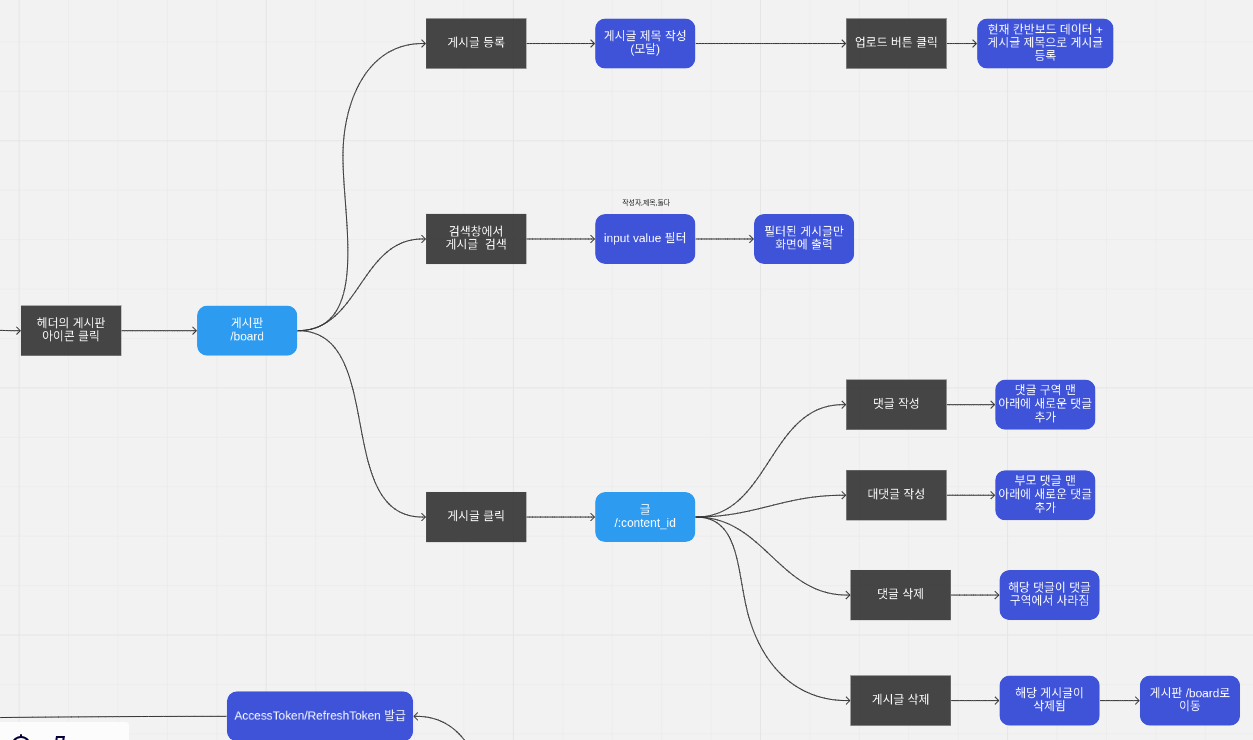 게시글 등록
게시글 제목 작성
(모달)
업로드 버튼 클릭
현재 칸반보드 데이터 +
게시글 제목으로 게시글
등록
작성자,제목,둘다
검색창에서
게시글 검색
input value 필터
필터된 게시글만
화면에 출력
헤더의 게시판
아이콘 클릭
게시판
/board
댓글 작성
댓글 구역 맨
아래에 새로운 댓글
추가
대댓글 작성
부모 댓글 맨
아래에 새로운 댓글
추가
게시글 클릭
글
/:content_id
댓글 삭제
해당 댓글이 댓글
구역에서 사라짐
게시글 삭제
해당 게시글이
삭제됨
게시판 /board로
이동
AccessToken/RefreshToken 발급